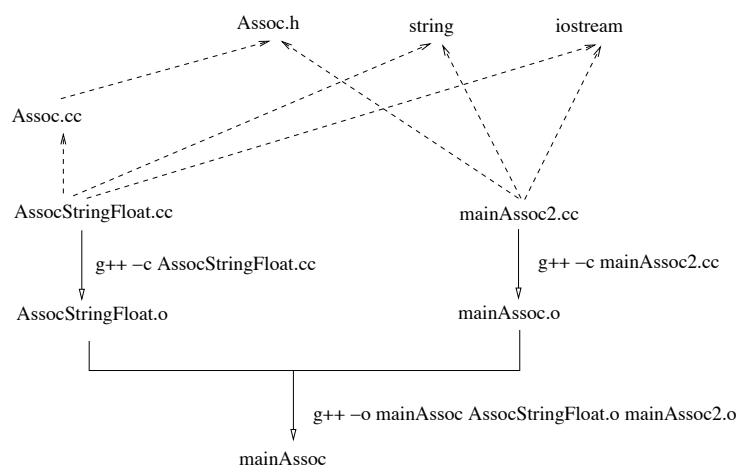 Assoc.h
string
iostream
Assoc.cc
AssocStringFloat.cc
mainAssoc2.cc
g++ −c AssocStringFloat.cc
g++ −c mainAssoc2.cc
AssocStringFloat.o
mainAssoc.o
g++ −o mainAssoc AssocStringFloat.o mainAssoc2.o
mainAssoc